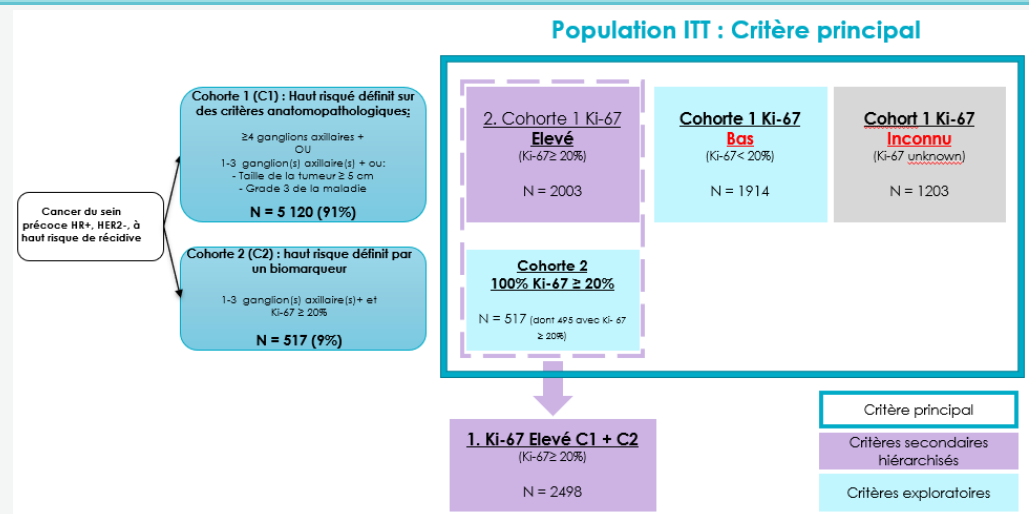 Population ITT : Critère principal
Cancer du sein
précoce HR+, HER2-, à
haut risque de récidive
Cohorte 1 (C1) : Haut risqué définit sur
des critères anatomopathologiques;
≥4 ganglions axillaires +
OU
1-3 ganglion(s) axillaire(s) + ou:
- Taille de la tumeur ≥ 5 cm
- Grade 3 de la maladie
N = 5 120 (91%)
Cohorte 2 (C2) : haut risque définit par
un biomarqueur
1-3 ganglion(s) axillaire(s)+ et
Ki-67 ≥ 20%
N = 517 (9%)
2. Cohorte 1 Ki-67
Elevé
(Ki-67≥ 20%)
N = 2003
Cohorte 1 Ki-67
Bas
(Ki-67< 20%)
N = 1914
Cohort 1 Ki-67
Inconnu
(Ki-67 unknown)
N = 1203
Cohorte 2
100% Ki-67 ≥ 20%
N = 517 (dont 495 avec Ki- 67
≥ 20%)
1. Ki-67 Elevé C1 + C2
(Ki-67≥ 20%)
N = 2498
Critère principal
Critères secondaires
hiérarchisés
Critères exploratoires